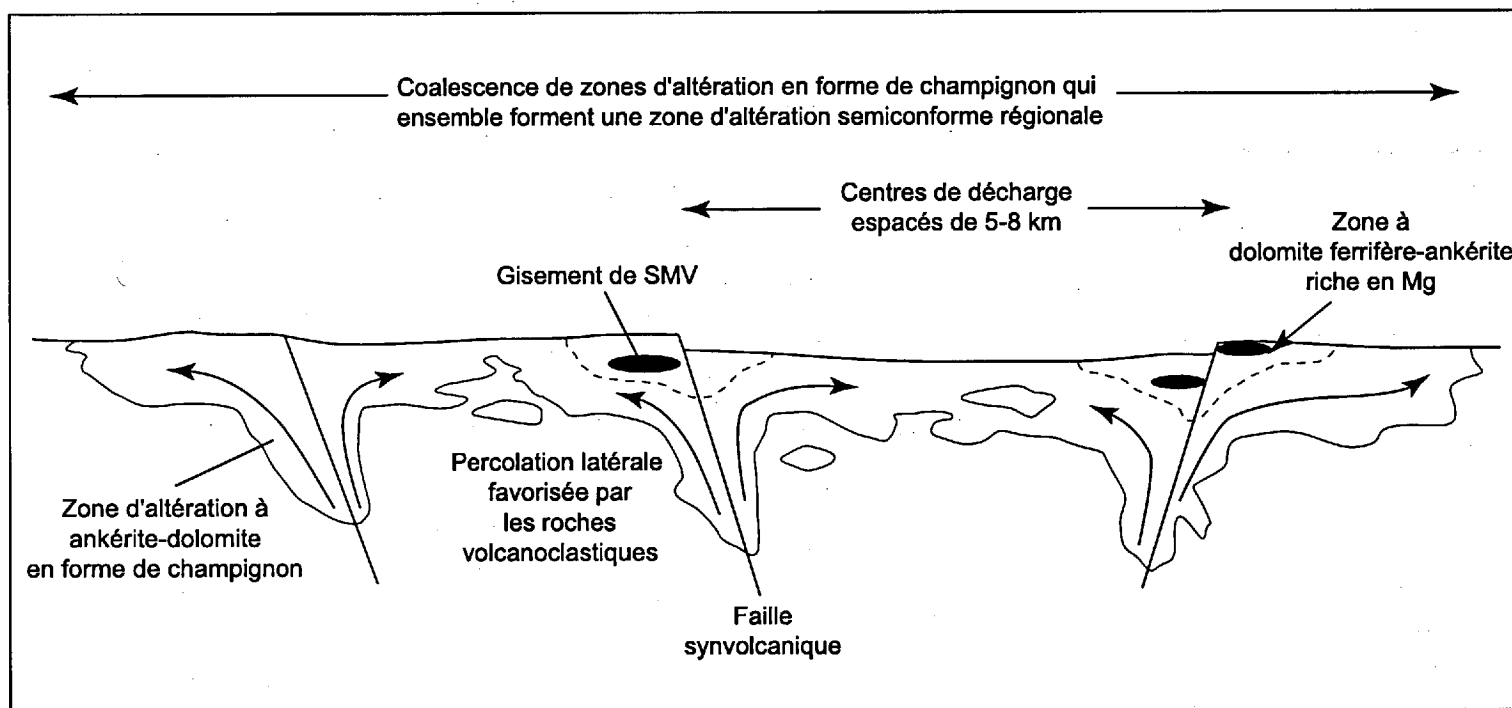 Coalescence de zones d'altération en forme de champignon qui
ensemble forment une zone d'altération semiconforme régionale
Centres de décharge
espacés de 5-8 km
Zone à
dolomite ferrifère-ankérite
riche en Mg
Gisement de SMV
Percolation latérale
favorisée par
les roches
volcanoclastiques
Zone d'altération à
ankérite-dolomite
en forme de champignon
Faille
synvolcanique